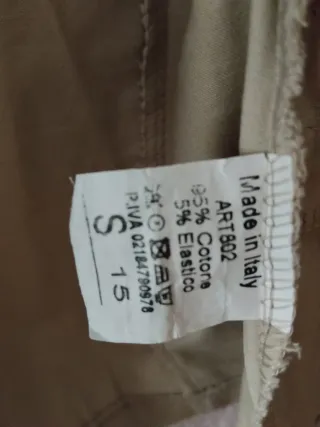 Made in Italy
ART802
95% Cotone
5% Elastico
P.IVA 02184790978
S
15